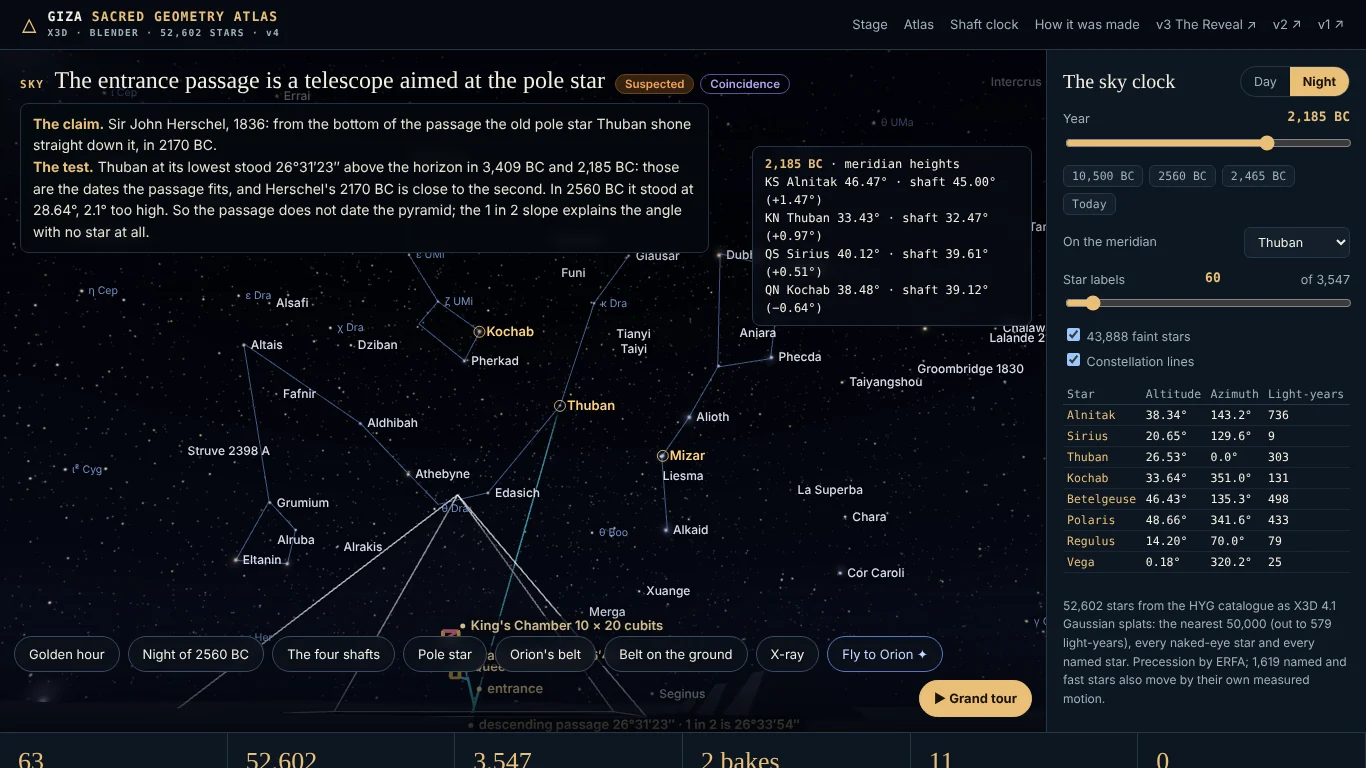 GIZA SACRED GEOMETRY ATLAS
X3D · BLENDER · 52,602 STARS · v4
Stage Atlas Shaft clock How it was made v3 The Reveal ↗ v2 ↗ v1 ↗
SKY The entrance passage is a telescope aimed at the pole star Suspected Coincidence
The claim. Sir John Herschel, 1836: from the bottom of the passage the old pole star Thuban shone
straight down it, in 2170 BC.
The test. Thuban at its lowest stood 26°31′23″ above the horizon in 3,409 BC and 2,185 BC: those
are the dates the passage fits, and Herschel's 2170 BC is close to the second. In 2560 BC it stood at
28.64°, 2.1° too high. So the passage does not date the pyramid; the 1 in 2 slope explains the angle
with no star at all.
2,185 BC · meridian heights
KS Alnitak 46.47° · shaft 45.00°
(+1.47°)
KN Thuban 33.43° · shaft 32.47°
(+0.97°)
QS Sirius 40.12° · shaft 39.61°
(+0.51°)
QN Kochab 38.48° · shaft 39.12°
(−0.64°)
Errai
Intercrus
θ UMa
ε UMi
Funi
Giausar
η Cep
ε Dra
Alsafi
ζ UMi
κ Dra
χ Dra
Dziban
Kochab
Tianyi
Taiyi
Anjara
Altais
Pherkad
Phecda
Groombridge 1830
Taiyangshou
Fafnir
Thuban
Aldhibah
Alioth
Struve 2398 A
Mizar
Athebyne
Liesma
Edasich
La Superba
Grumium
θ Dra
Chara
Alkaid
θ Boo
Alruba
Alrakis
Eltanin
Cor Caroli
Xuange
Merga
King's Chamber 10 × 20 cubits
Golden hour
Night of 2560 BC
The four shafts
Pole star
Orion's belt
Belt on the ground
X-ray
Fly to Orion ✦
entrance
Seginus
▶ Grand tour
descending passage 26°31′23″ · 1 in 2 is 26°33′54″
The sky clock
Day Night
Year 2,185 BC
10,500 BC 2560 BC 2,465 BC
Today
On the meridian Thuban
Star labels 60 of 3,547
43,888 faint stars
Constellation lines
Star Altitude Azimuth Light-years
Alnitak 38.34° 143.2° 736
Sirius 20.65° 129.6° 9
Thuban 26.53° 0.0° 303
Kochab 33.64° 351.0° 131
Betelgeuse 46.43° 135.3° 498
Polaris 48.66° 341.6° 433
Regulus 14.20° 70.0° 79
Vega 0.18° 320.2° 25
52,602 stars from the HYG catalogue as X3D 4.1
Gaussian splats: the nearest 50,000 (out to 579
light-years), every naked-eye star and every
named star. Precession by ERFA; 1,619 named and
fast stars also move by their own measured
motion.
63 52,602 3,547 2 bakes 11 0